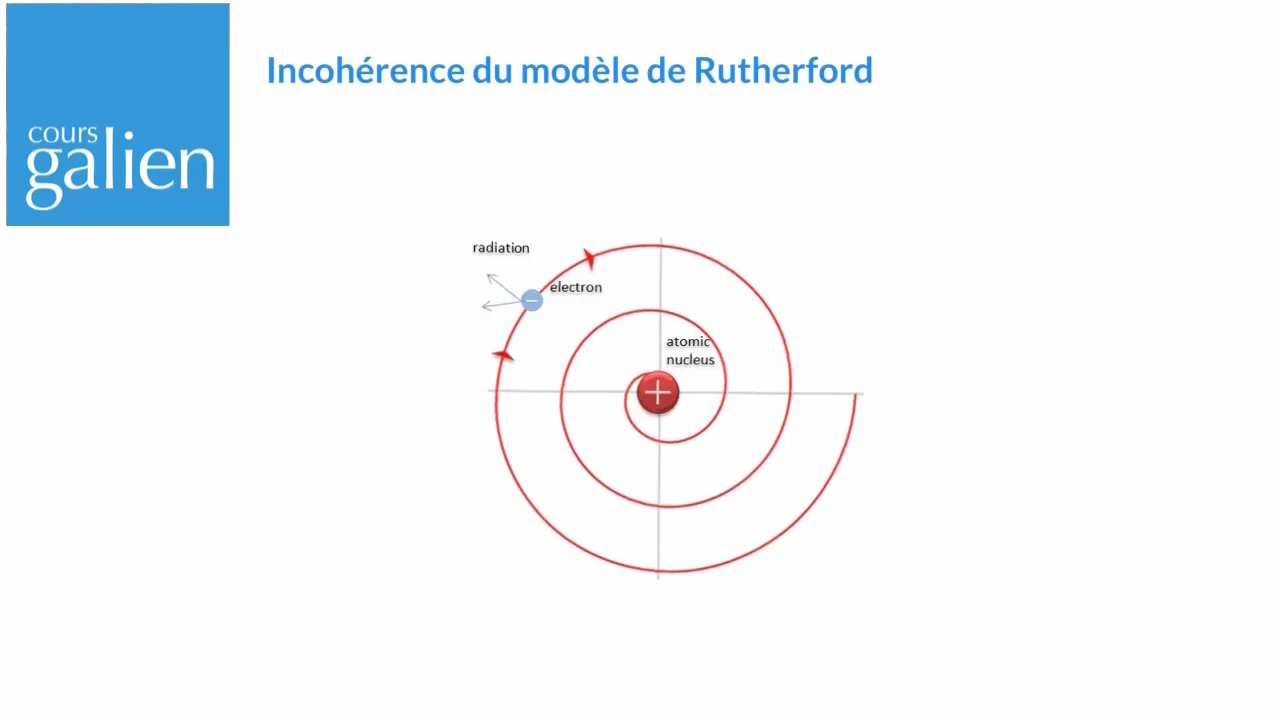 Incohérence du modèle de Rutherford
cours
galien
radiation
electron
atomic
nucleus